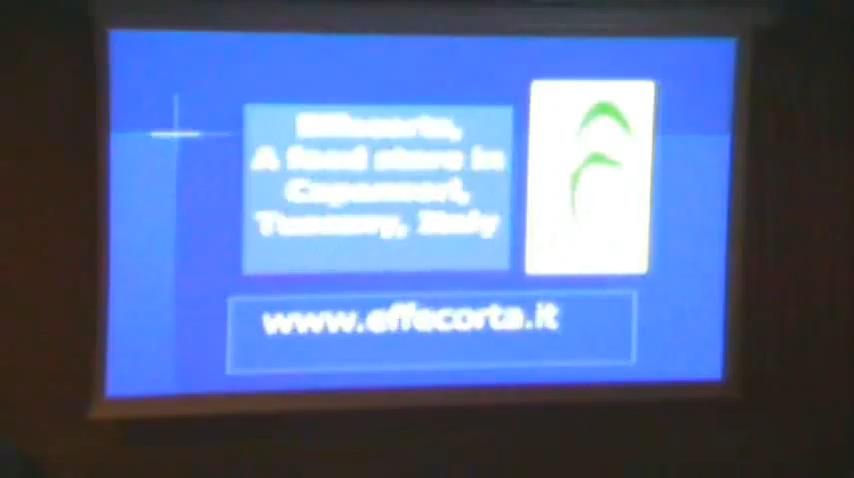 Effecorta,
A food store in
Capannori,
Tuscany, Italy
www.effecorta.it